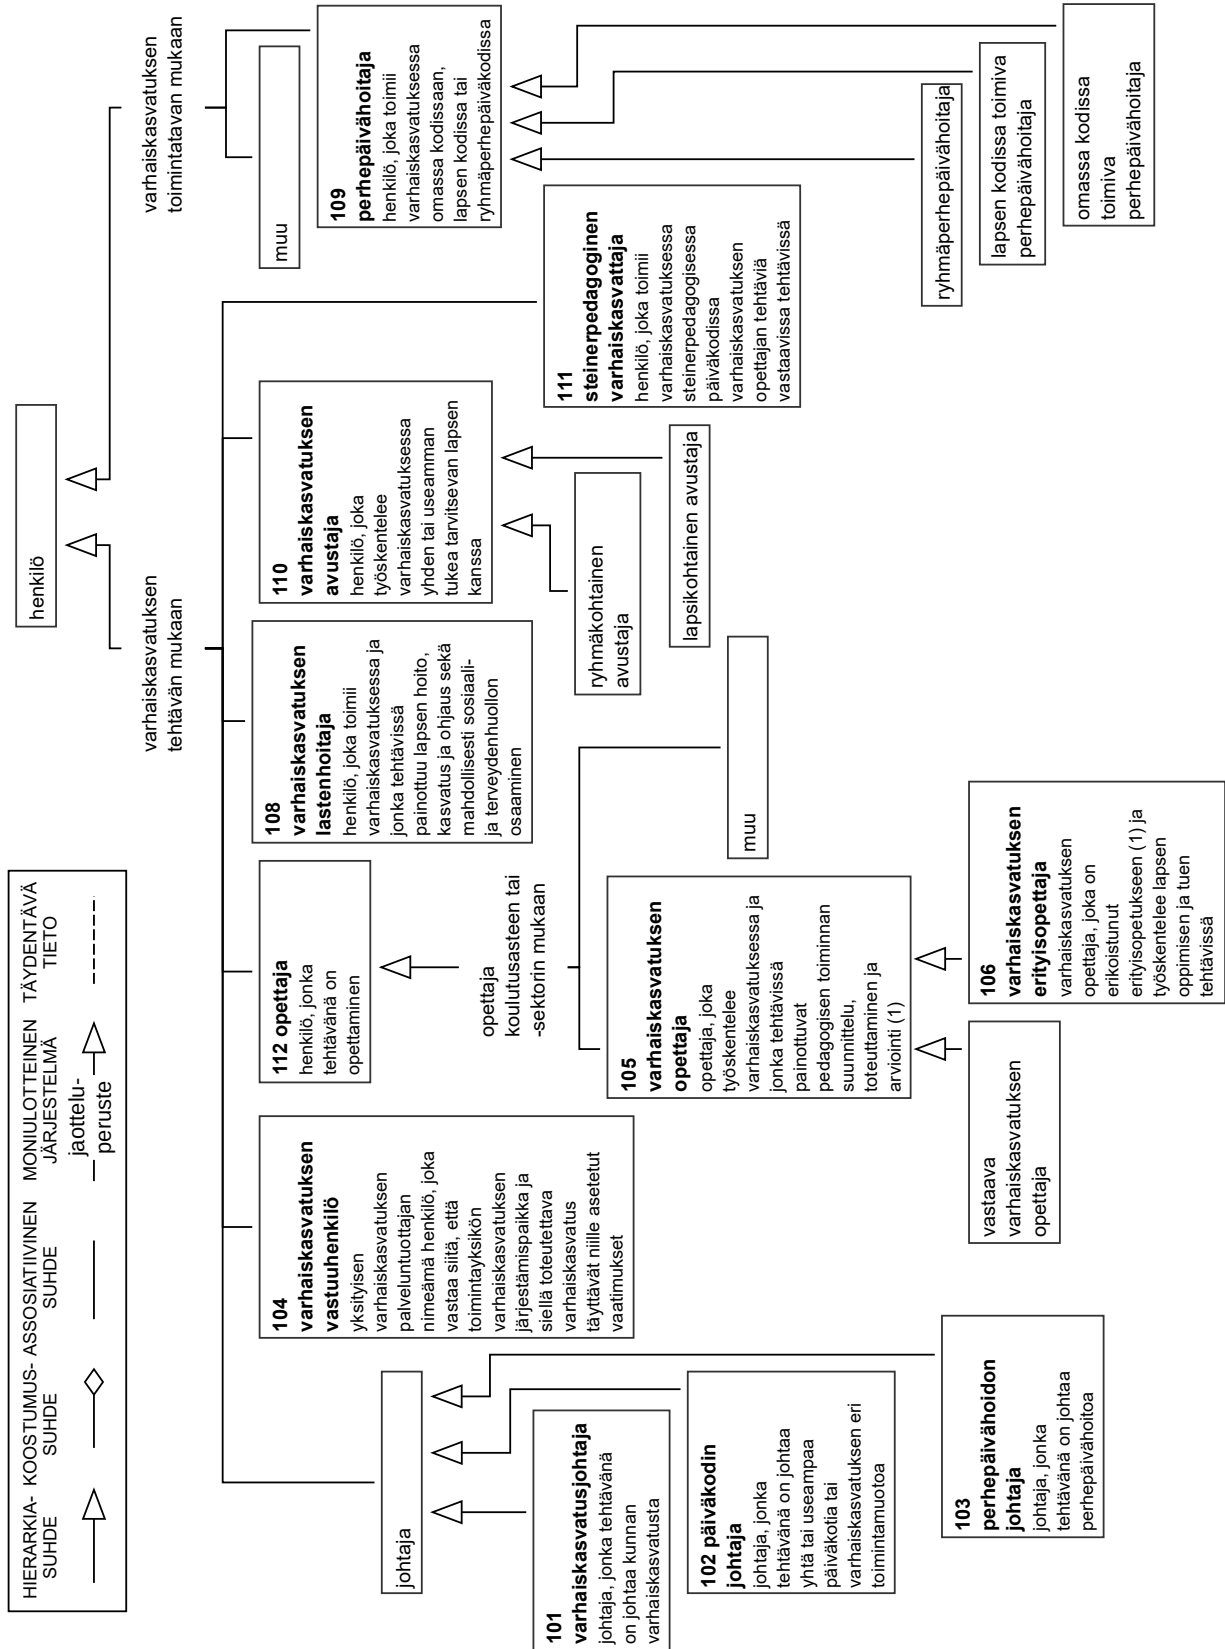 HIERARKIA-
SUHDE
KOOSTUMUS-
SUHDE
ASSOSIATIIVINEN
SUHDE
MONIULOTTEINEN
JÄRJESTELMÄ
jaottelu-
peruste
TÄYDENTÄVÄ
TIETO
henkilö
varhaiskasvatuksen
tehtävän mukaan
varhaiskasvatuksen
toimintatavan mukaan
johtaja
101
varhaiskasvatusjohtaja
johtaja, jonka tehtävänä
on johtaa kunnan
varhaiskasvatusta
102 päiväkodin
johtaja
johtaja, jonka
tehtävänä on johtaa
yhtä tai useampaa
päiväkotia tai
varhaiskasvatuksen eri
toimintamuotoa
103
perhepäivähoidon
johtaja
johtaja, jonka
tehtävänä on johtaa
perhepäivähoitoa
104
varhaiskasvatuksen
vastuuhenkilö
yksityisen
varhaiskasvatuksen
palveluntuottajan
nimeämä henkilö, joka
vastaa siitä, että
toimintayksikön
varhaiskasvatuksen
järjestämispaikka ja
siellä toteutettava
varhaiskasvatus
täyttävät niille asetetut
vaatimukset
112 opettaja
henkilö, jonka
tehtävänä on
opettaminen
opettaja
koulutusasteen tai
-sektorin mukaan
105
varhaiskasvatuksen
opettaja
opettaja, joka
työskentelee
varhaiskasvatuksessa ja
jonka tehtävissä
painottuvat
pedagogisen toiminnan
suunnittelu,
toteuttaminen ja
arviointi (1)
muu
vastaava
varhaiskasvatuksen
opettaja
106
varhaiskasvatuksen
erityisopettaja
varhaiskasvatuksen
opettaja, joka on
erikoistunut
erityisopetukseen (1) ja
työskentelee lapsen
oppimisen ja tuen
tehtävissä
108
varhaiskasvatuksen
lastenhoitaja
henkilö, joka toimii
varhaiskasvatuksessa ja
jonka tehtävissä
painottuu lapsen hoito,
kasvatus ja ohjaus sekä
mahdollisesti sosiaali-
ja terveydenhuollon
osaaminen
110
varhaiskasvatuksen
avustaja
henkilö, joka
työskentelee
varhaiskasvatuksessa
yhden tai useamman
tukea tarvitsevan lapsen
kanssa
ryhmäkohtainen
avustaja
lapsikohtainen avustaja
111
steinerpedagoginen
varhaiskasvattaja
henkilö, joka toimii
varhaiskasvatuksessa
steinerpedagogisessa
päiväkodissa
varhaiskasvatuksen
opettajan tehtäviä
vastaavissa tehtävissä
muu
109
perhepäivähoitaja
henkilö, joka toimii
varhaiskasvatuksessa
omassa kodissaan,
lapsen kodissa tai
ryhmäperhepäiväkodissa
ryhmäperhepäivähoitaja
lapsen kodissa toimiva
perhepäivähoitaja
omassa kodissa
toimiva
perhepäivähoitaja